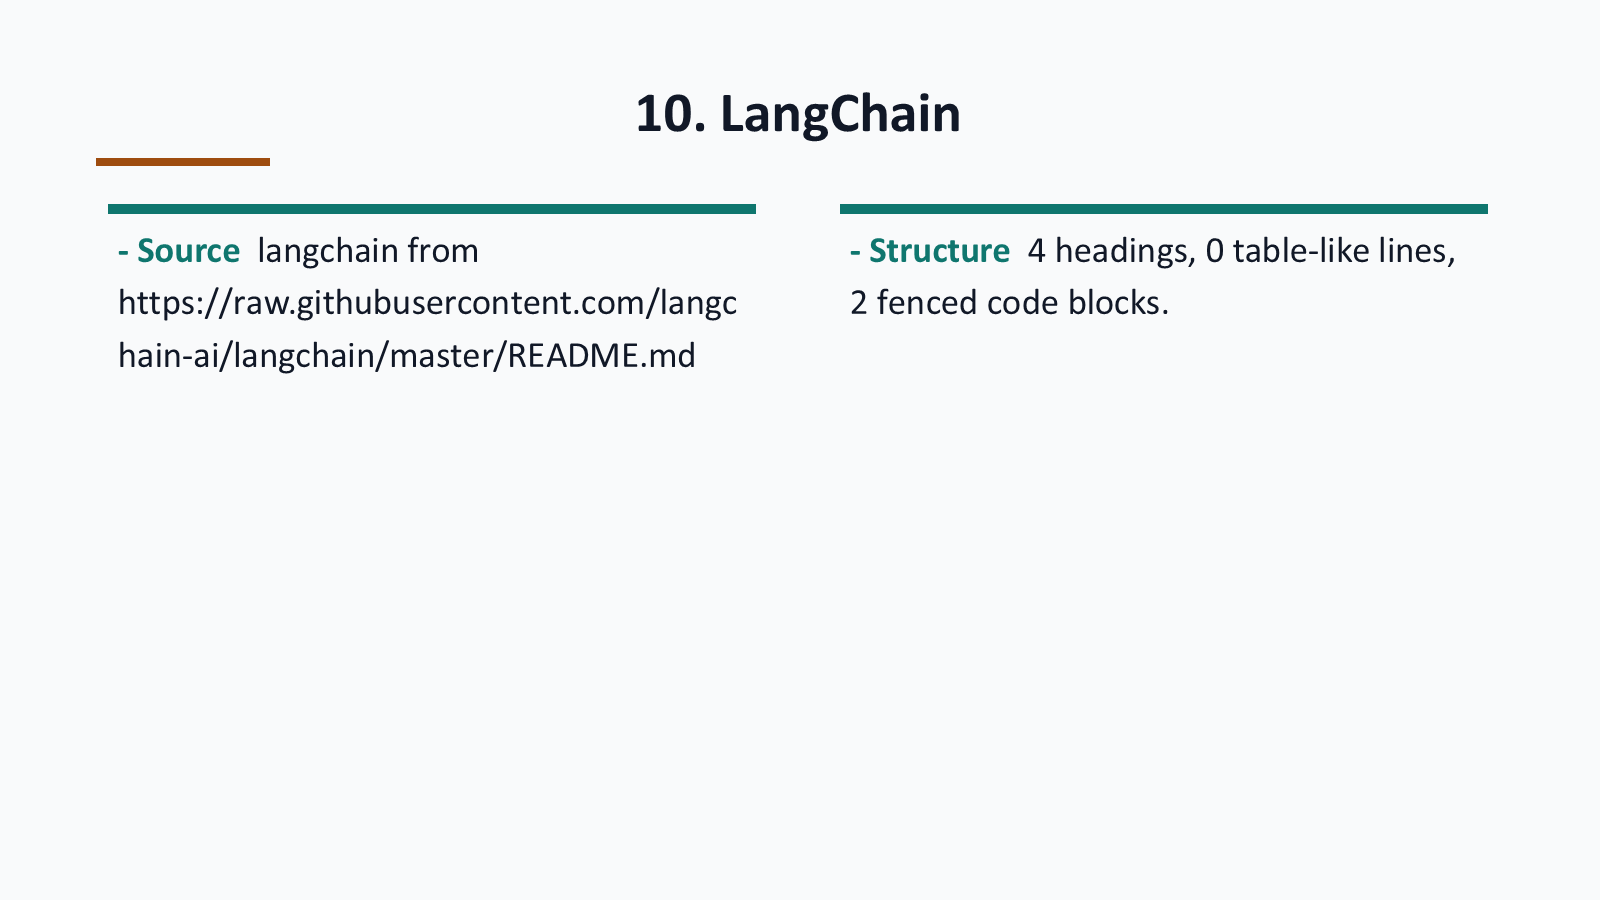 10. LangChain
- Source langchain from
https://raw.githubusercontent.com/langc
hain-ai/langchain/master/README.md
- Structure 4 headings, 0 table-like lines,
2 fenced code blocks.